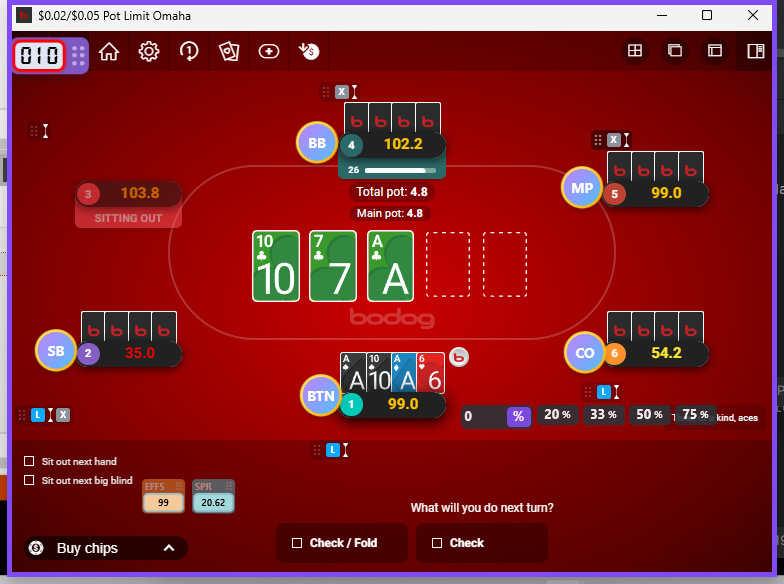 $0.02/$0.05 Pot Limit Omaha
010
1
X
BB
4
102.2
26
X
MP
5
99.0
3
103.8
SITTING OUT
Total pot: 4.8
Main pot: 4.8
10
10
7
7
A
A
bodog
SB
2
35.0
CO
6
54.2
A
A
10
10
A
A
6
6
BTN
1
99.0
L
X
L
L
0
%
20 %
33 %
50 %
75 %
kind, aces
Sit out next hand
Sit out next big blind
EFFS
99
SPR
20.62
What will you do next turn?
Buy chips
Check / Fold
Check